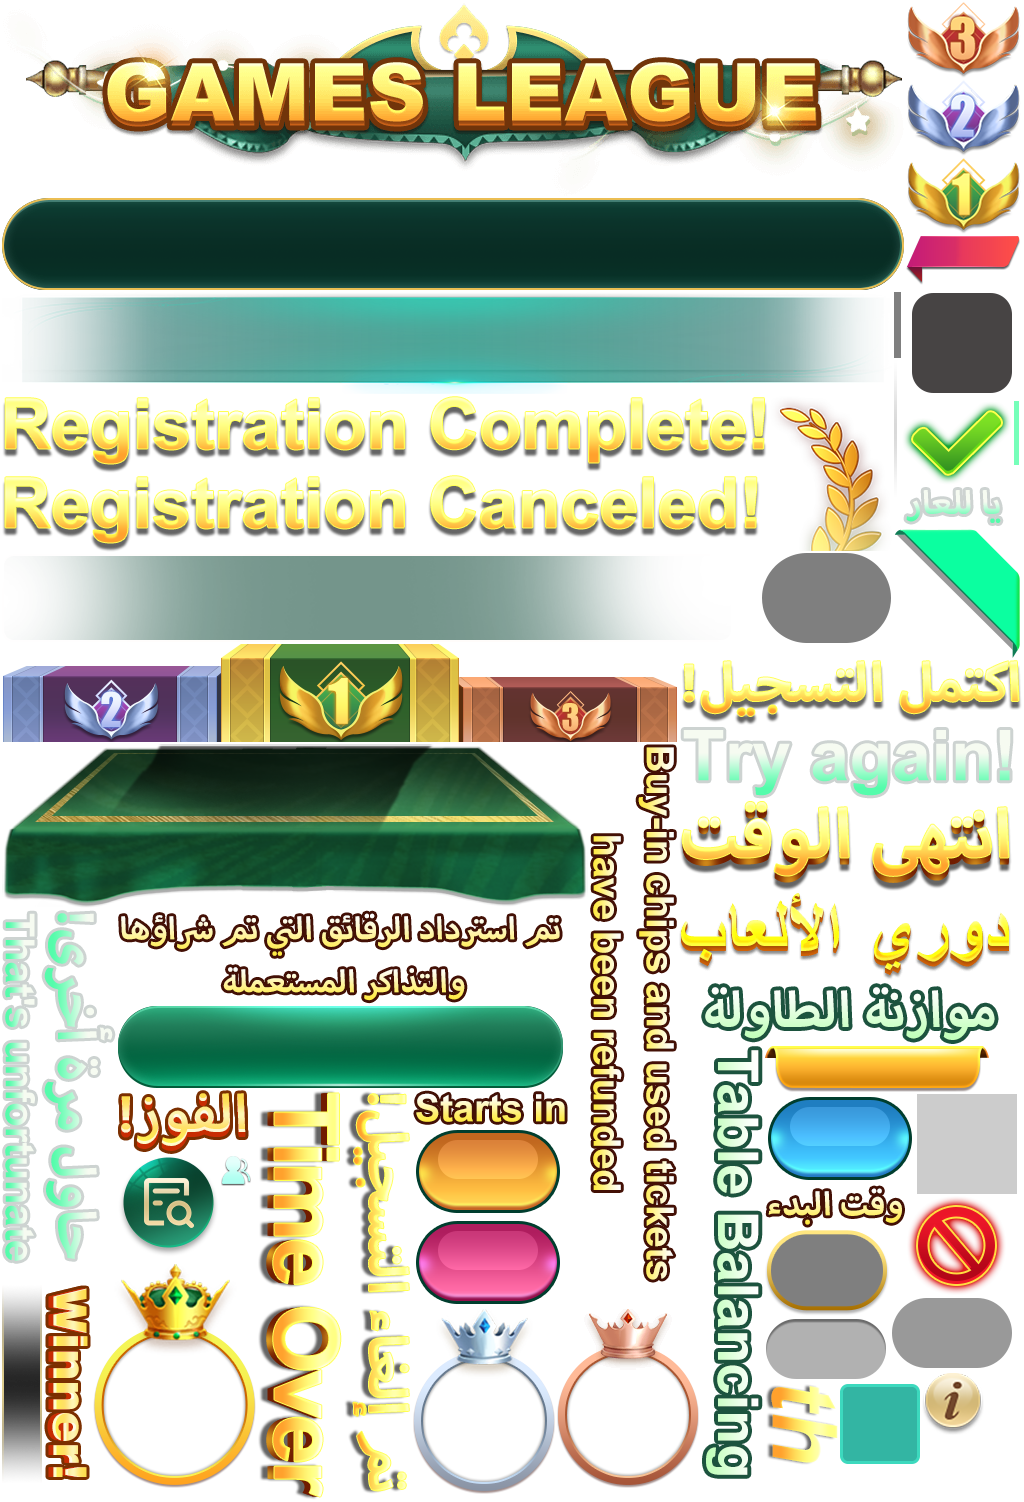 GAMES LEAGUE
3
2
1
Registration Complete!
Registration Canceled!
يا للعار
2
1
3
اكتمل التسجيل!
Try again!
انتهى الوقت
دوري الألعاب
Buy-in chips and used tickets
have been refunded
تم استرداد الرقائق التي تم شراؤها
والتذاكر المستعملة
موازنة الطاولة
That's unfortunate
حاول مرة أخرى!
الفوز!
Time Over
تم إلغاء التسجيل!
Starts in
Table Balancing
وقت البدء
Winner!
th
i